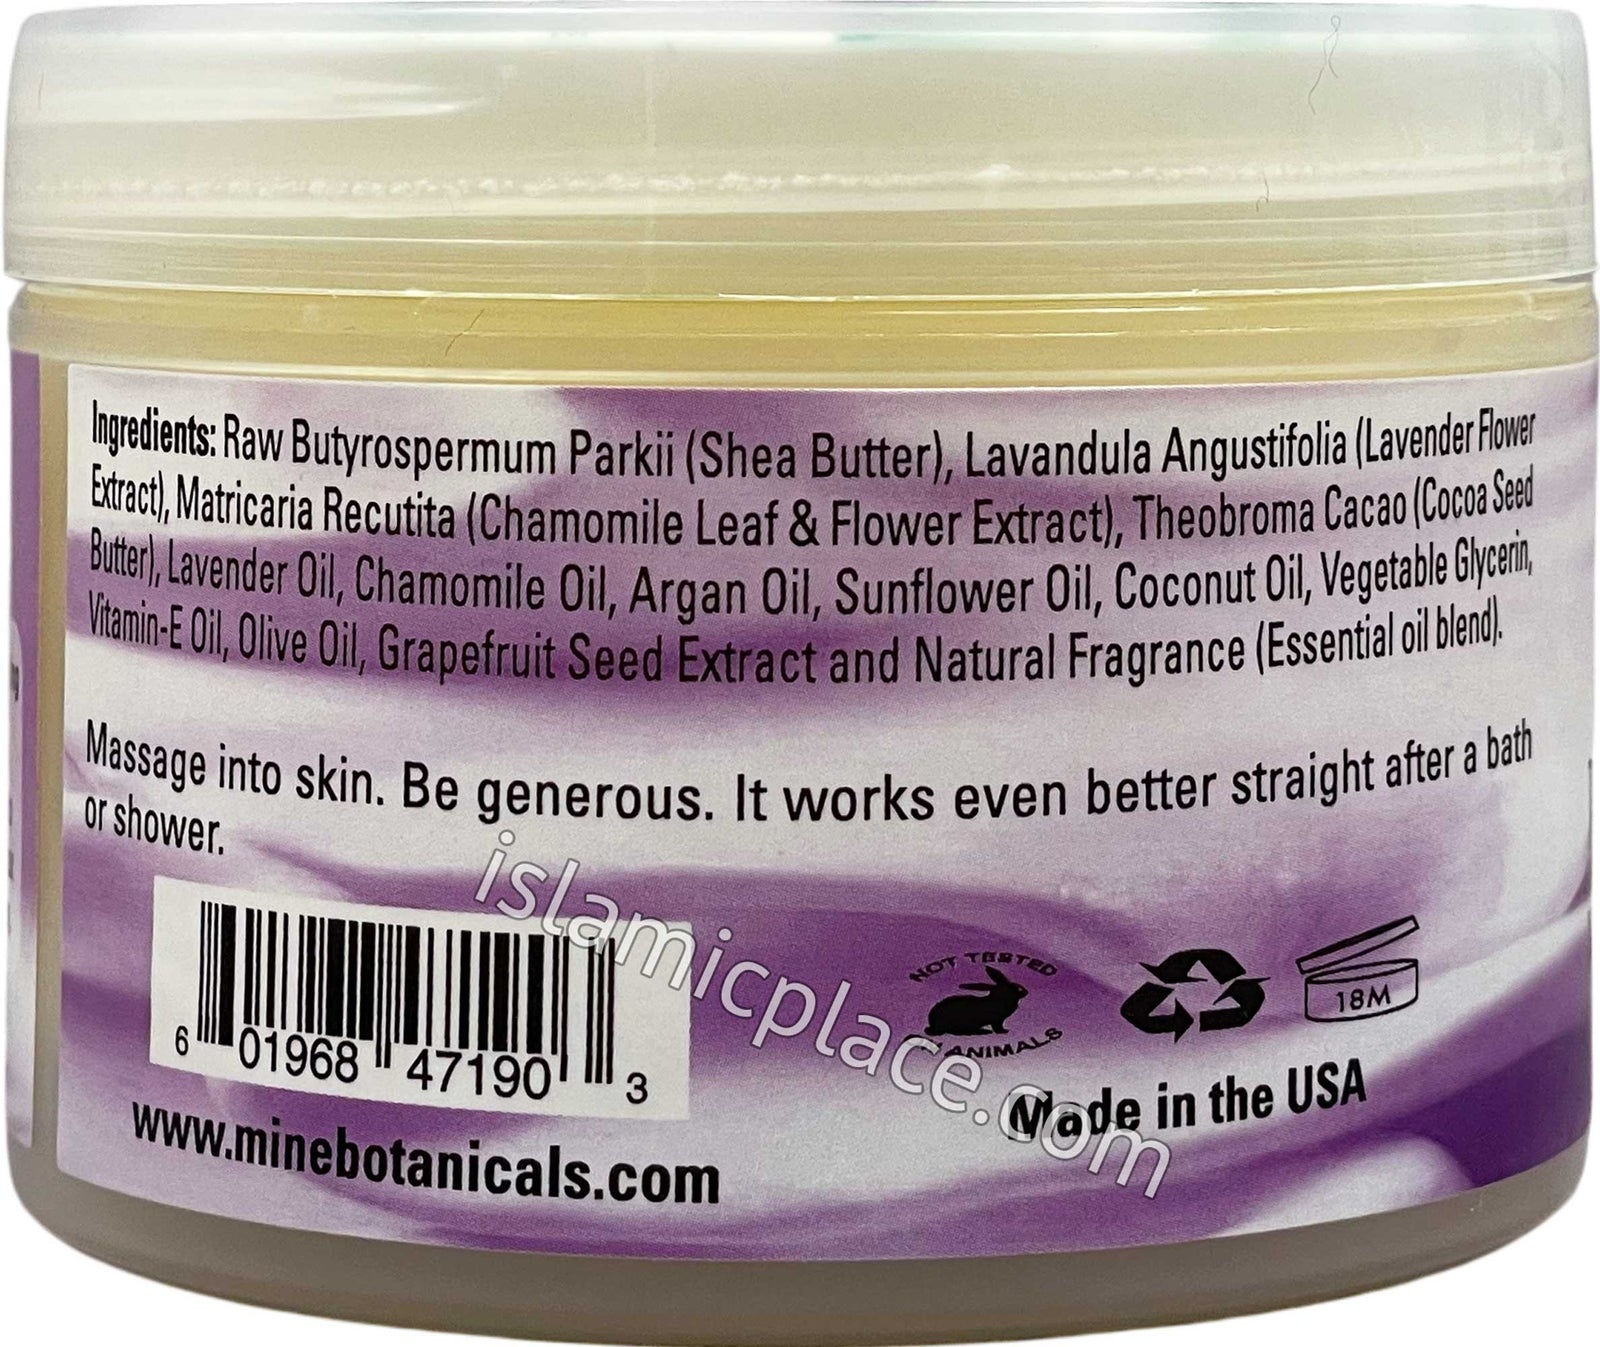 Ingredients: Raw Butyrospermum Parkii (Shea Butter), Lavandula Angustifolia (Lavender Flower
Extract), Matricaria Recutita (Chamomile Leaf & Flower Extract), Theobroma Cacao (Cocoa Seed
Butter), Lavender Oil, Chamomile Oil, Argan Oil, Sunflower Oil, Coconut Oil, Vegetable Glycerin,
Vitamin-E Oil, Olive Oil, Grapefruit Seed Extract and Natural Fragrance (Essential oil blend).
Massage into skin. Be generous. It works even better straight after a bath
or shower.
islamicplace.com
NOT TESTED
ANIMALS
18M
6 01968 47190 3
Made in the USA
www.minebotanicals.com